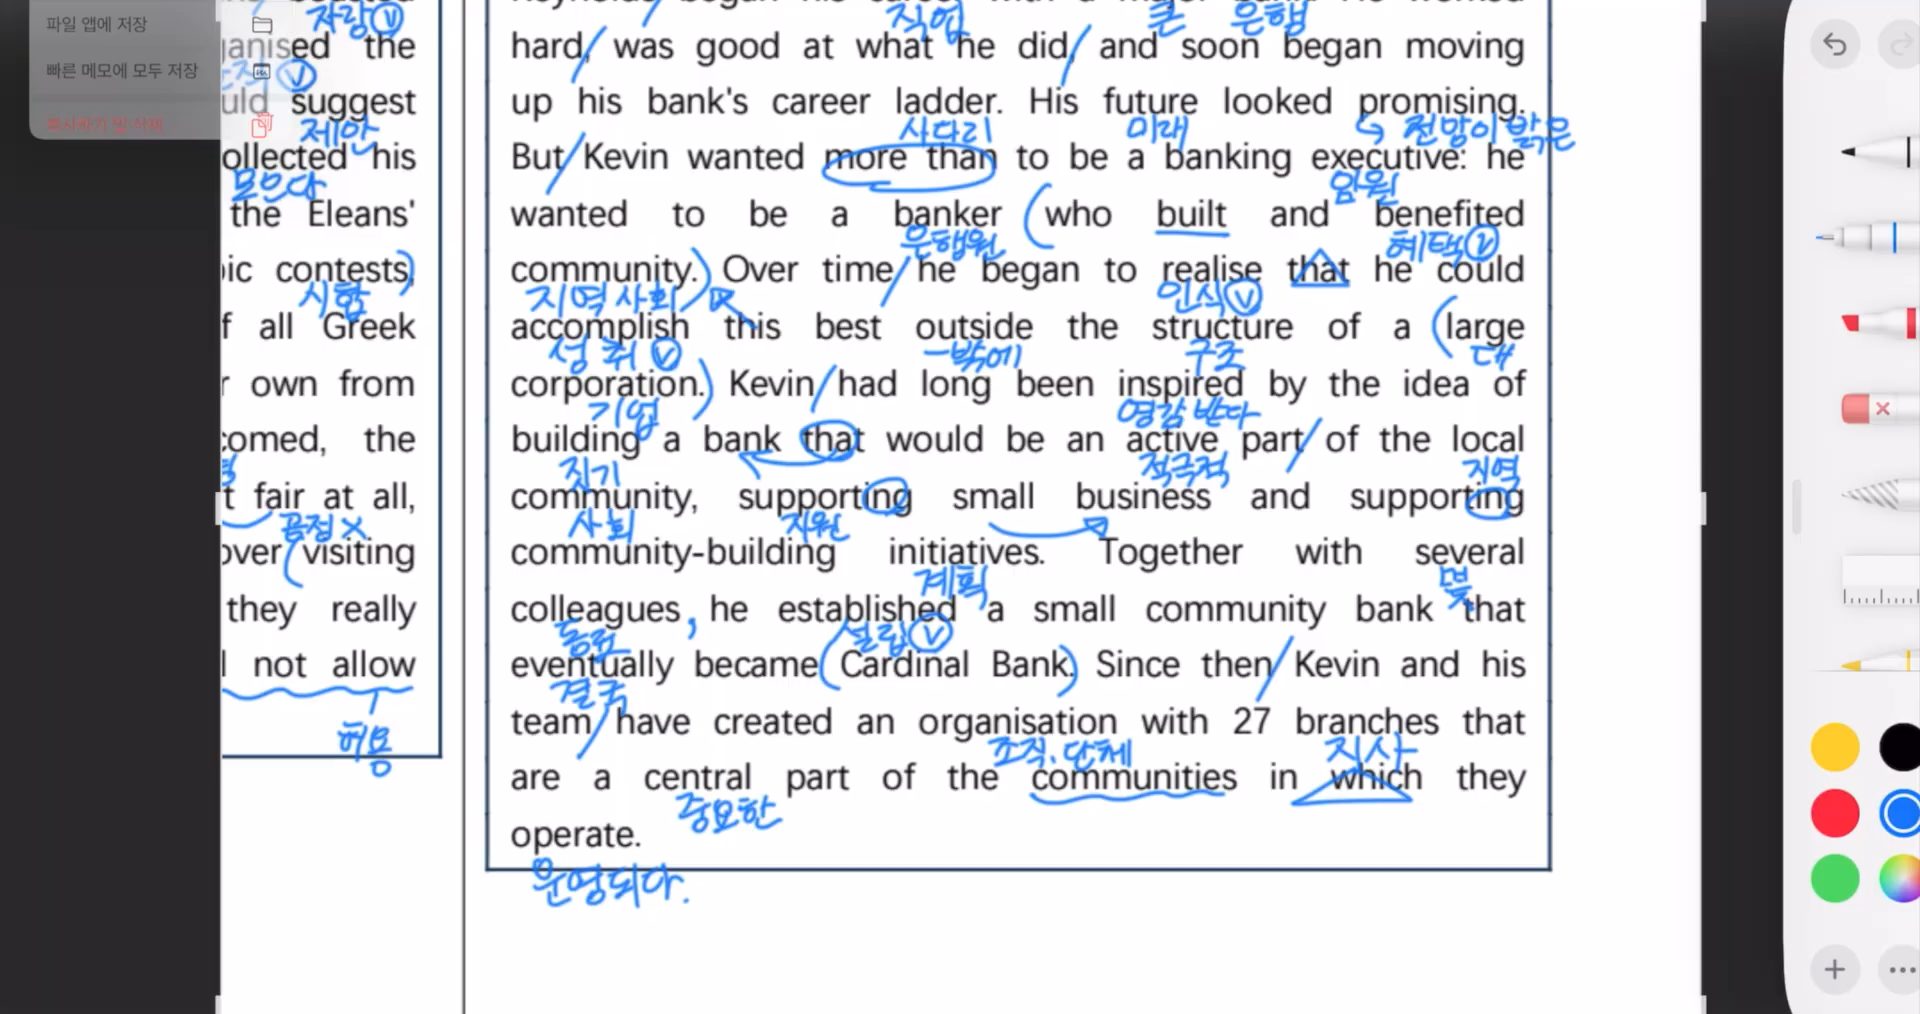 파일 앱에 저장
빠른 메모에 모두 저장
자랑 ⓥ
ganised the
ⓥ
uld suggest
제안
ollected his
모으다
the Eleans'
ic contests,
시험
f all Greek
r own from
comed, the
t fair at all,
공정 X
over visiting
they really
l not allow
허용
직업 큰 은행
hard, was good at what he did, and soon began moving
up his bank's career ladder. His future looked promising.
사다리 미래 전망이 밝은
But Kevin wanted more than to be a banking executive: he
임원
wanted to be a banker who built and benefited
은행원 혜택ⓥ
community. Over time he began to realise that he could
지역 사회 인식ⓥ
accomplish this best outside the structure of a large
성취 ⓥ -밖에 구조 대
corporation. Kevin had long been inspired by the idea of
기업 영감 받다
building a bank that would be an active part of the local
짓기 적극적 지역
community, supporting small business and supporting
사회 지원
community-building initiatives. Together with several
계획 몇
colleagues, he established a small community bank that
동료 설립ⓥ
eventually became Cardinal Bank. Since then Kevin and his
결국
team have created an organisation with 27 branches that
조직.단체 지사
are a central part of the communities in which they
중요한
operate.
운영되다.